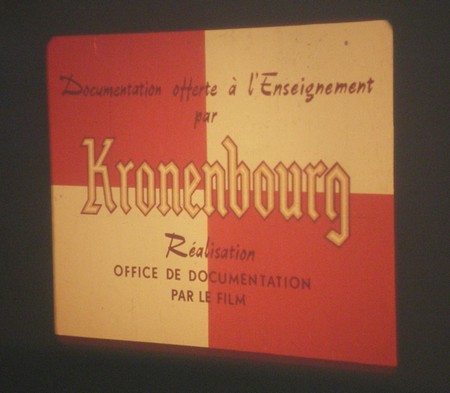 Documentation offerte à l'Enseignement
par
Kronenbourg
Réalisation
OFFICE DE DOCUMENTATION
PAR LE FILM